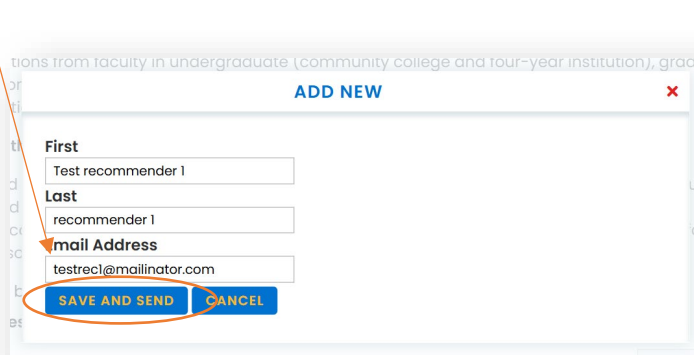 tions from faculty in undergraduate (community college and four-year institution), grad
ADD NEW
First
Test recommender 1
Last
recommender 1
mail Address
testrec1@mailinator.com
SAVE AND SEND CANCEL